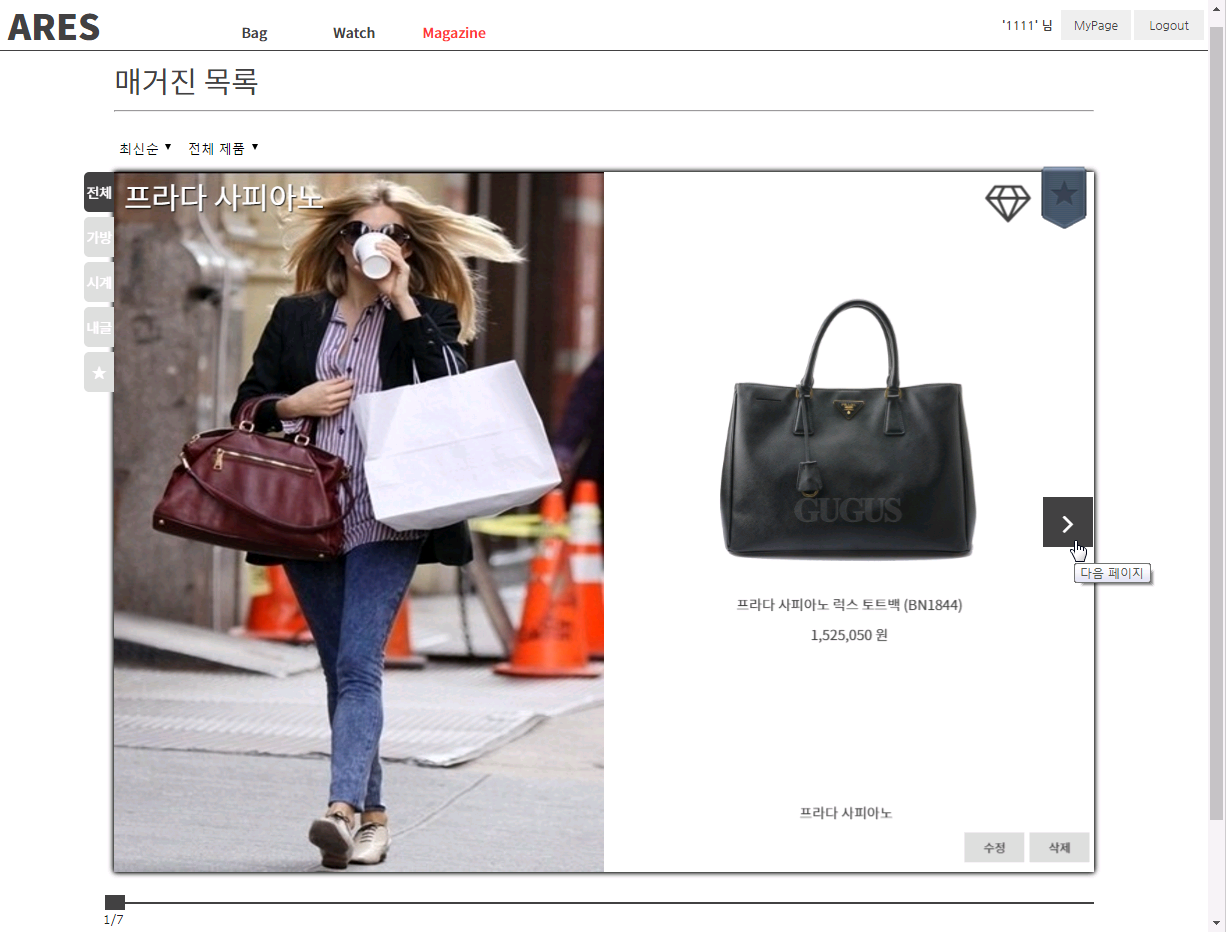 ARES
Bag Watch Magazine
'1111' 님 MyPage Logout
매거진 목록
최신순 ▼ 전체 제품 ▼
전체
가방
시계
내글
★
프라다 사피아노
PRADA
GUGUS
다음 페이지
프라다 사피아노 럭스 토트백 (BN1844)
1,525,050 원
프라다 사피아노
수정 삭제
1/7